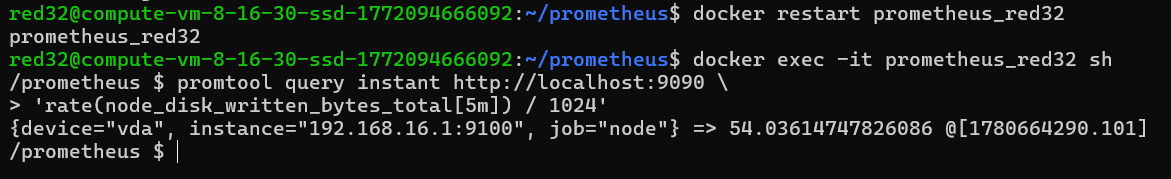 red32@compute-vm-8-16-30-ssd-1772094666092:~/prometheus$ docker restart prometheus_red32
prometheus_red32
red32@compute-vm-8-16-30-ssd-1772094666092:~/prometheus$ docker exec -it prometheus_red32 sh
/prometheus $ promtool query instant http://localhost:9090 \
> 'rate(node_disk_written_bytes_total[5m]) / 1024'
{device="vda", instance="192.168.16.1:9100", job="node"} => 54.03614747826086 @[1780664290.101]
/prometheus $